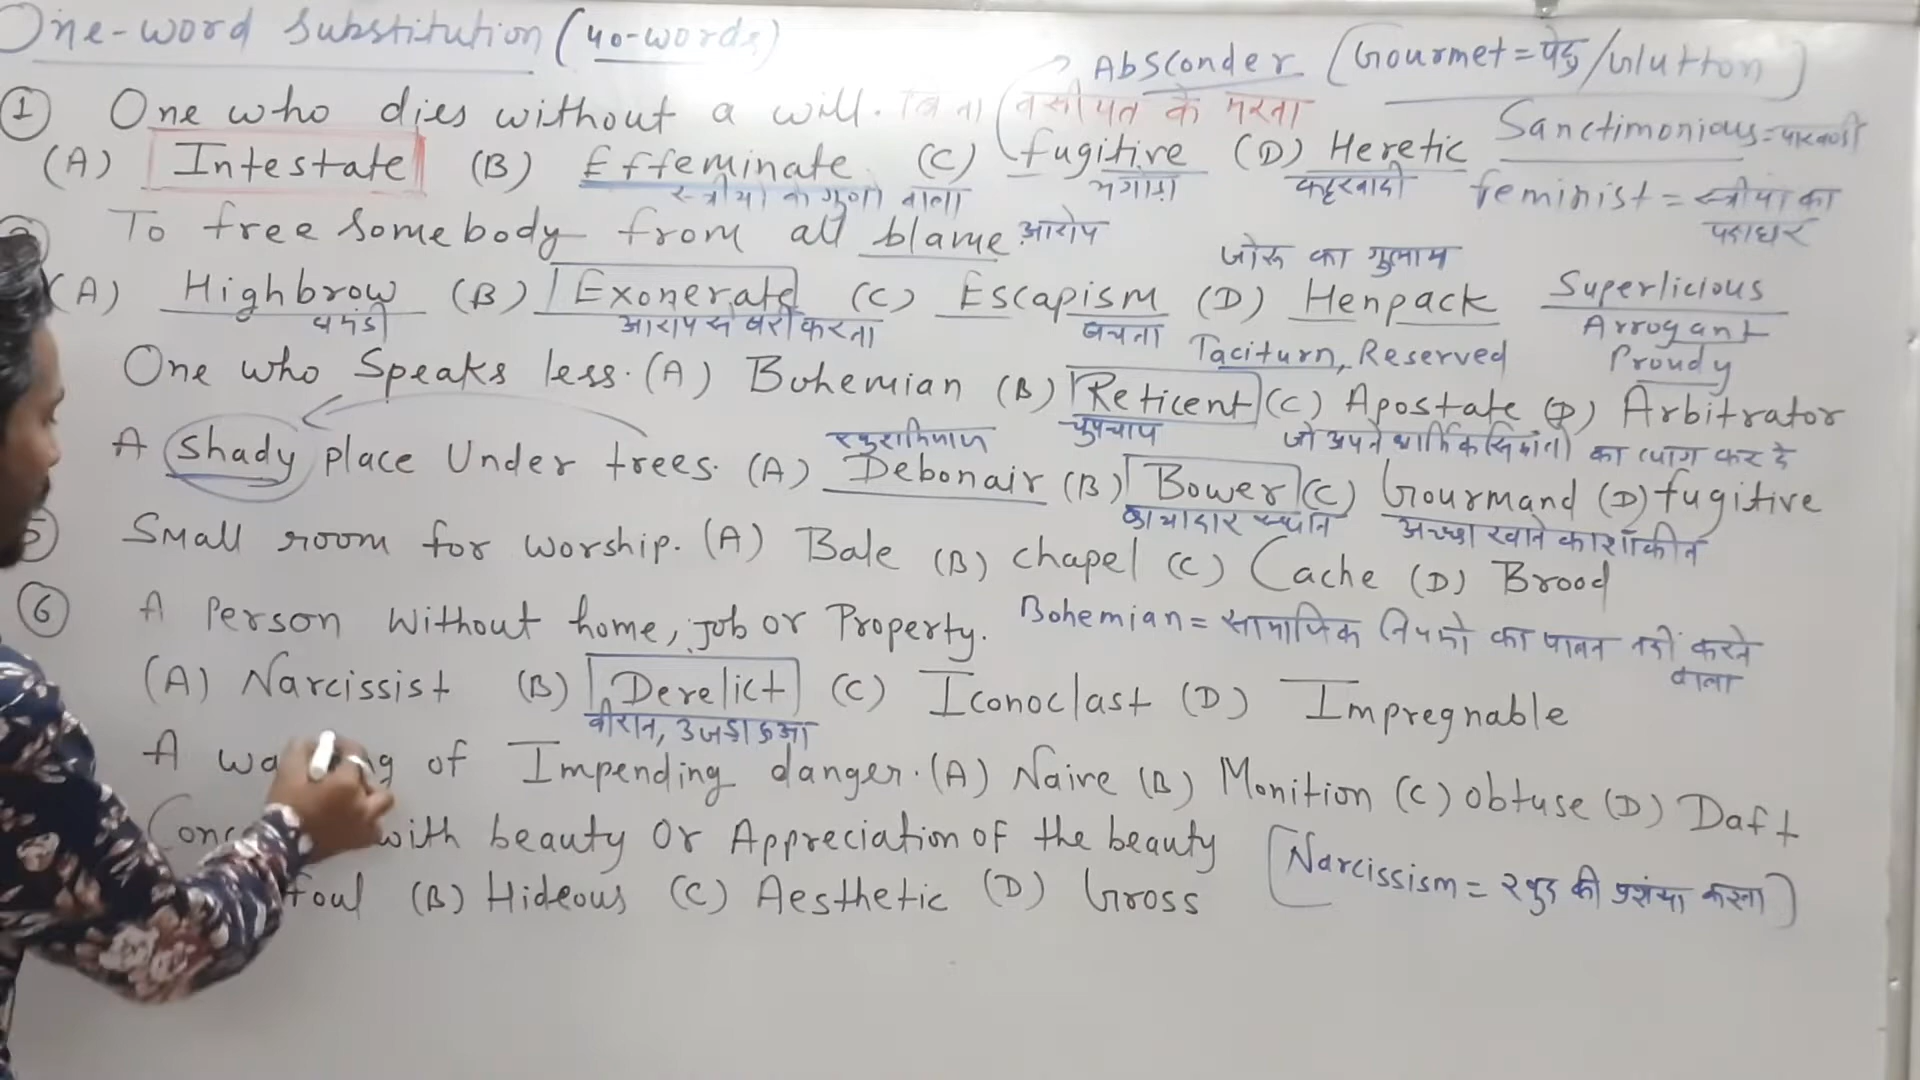 One-word Substitution (40-words)
Absconder (Gourmet = पेटू / Glutton)
① One who dies without a will. बिना वसीयत के मरना
Sanctimonious = पाखण्डी
(A) Intestate (B) Effeminate (C) fugitive (D) Heretic
स्त्रीयो के गुणो वाला भगोड़ा कट्टरवादी
feminist = स्त्रीयो का
पक्षधर
To free Somebody from all blame आरोप
जोरू का गुलाम
(A) Highbrow (B) Exonerate (C) Escapism (D) Henpack
घमंडी आरोप से बरी करना बचना
Superlicious
Arrogant
Proudy
Taciturn, Reserved
One who Speaks less. (A) Bohemian (B) Reticent (C) Apostate (D) Arbitrator
चुपचाप जो अपने धार्मिक का त्याग कर दे
A shady place Under trees. (A) Debonair (B) Bower (C) Gourmand (D) fugitive
छायादार स्थान अच्छा खाने का शौकीन
5 Small room for worship. (A) Bale (B) chapel (C) Cache (D) Brood
⑥ A Person Without home, job or Property.
Bohemian = सामाजिक नियमो का पालन नहीं करने
वाला
(A) Narcissist (B) Derelict (C) Iconoclast (D) Impregnable
वीरान, उजड़ा हुआ
A of Impending danger. (A) Naive (B) Monition (C) obtuse (D) Daft
with beauty Or Appreciation of the beauty
foul (B) Hideous (C) Aesthetic (D) Gross
[Narcissism = खुद की प्रशंसा करना)